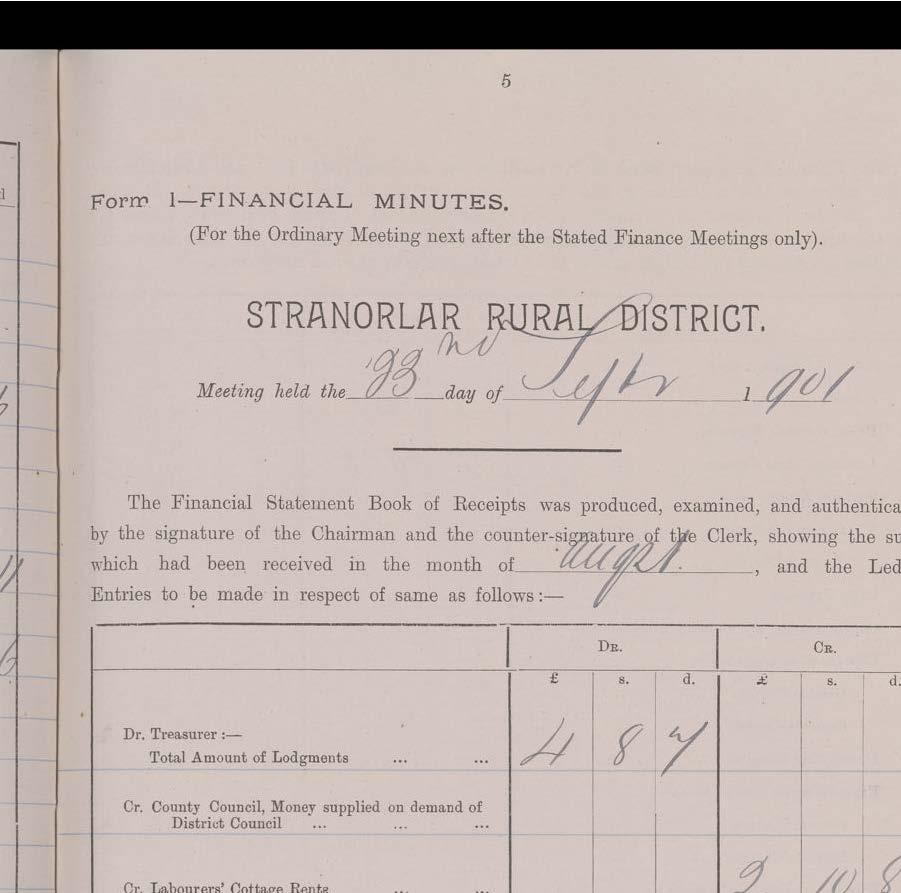 5
Form 1—FINANCIAL MINUTES.
(For the Ordinary Meeting next after the Stated Finance Meetings only).
STRANORLAR RURAL DISTRICT.
Meeting held the day of Septr 1901
The Financial Statement Book of Receipts was produced, examined, and authentica
by the signature of the Chairman and the counter-signature of the Clerk, showing the su
which had been received in the month of Augst. , and the Led
Entries to be made in respect of same as follows:—
Dr. Cr.
£ s. d. £ s. d.
Dr. Treasurer :—
Total Amount of Lodgments ... ... 4 8 7
Cr. County Council, Money supplied on demand of
District Council ... ... ...
Cr. Labourers' Cottage Rents ... ... 10 8